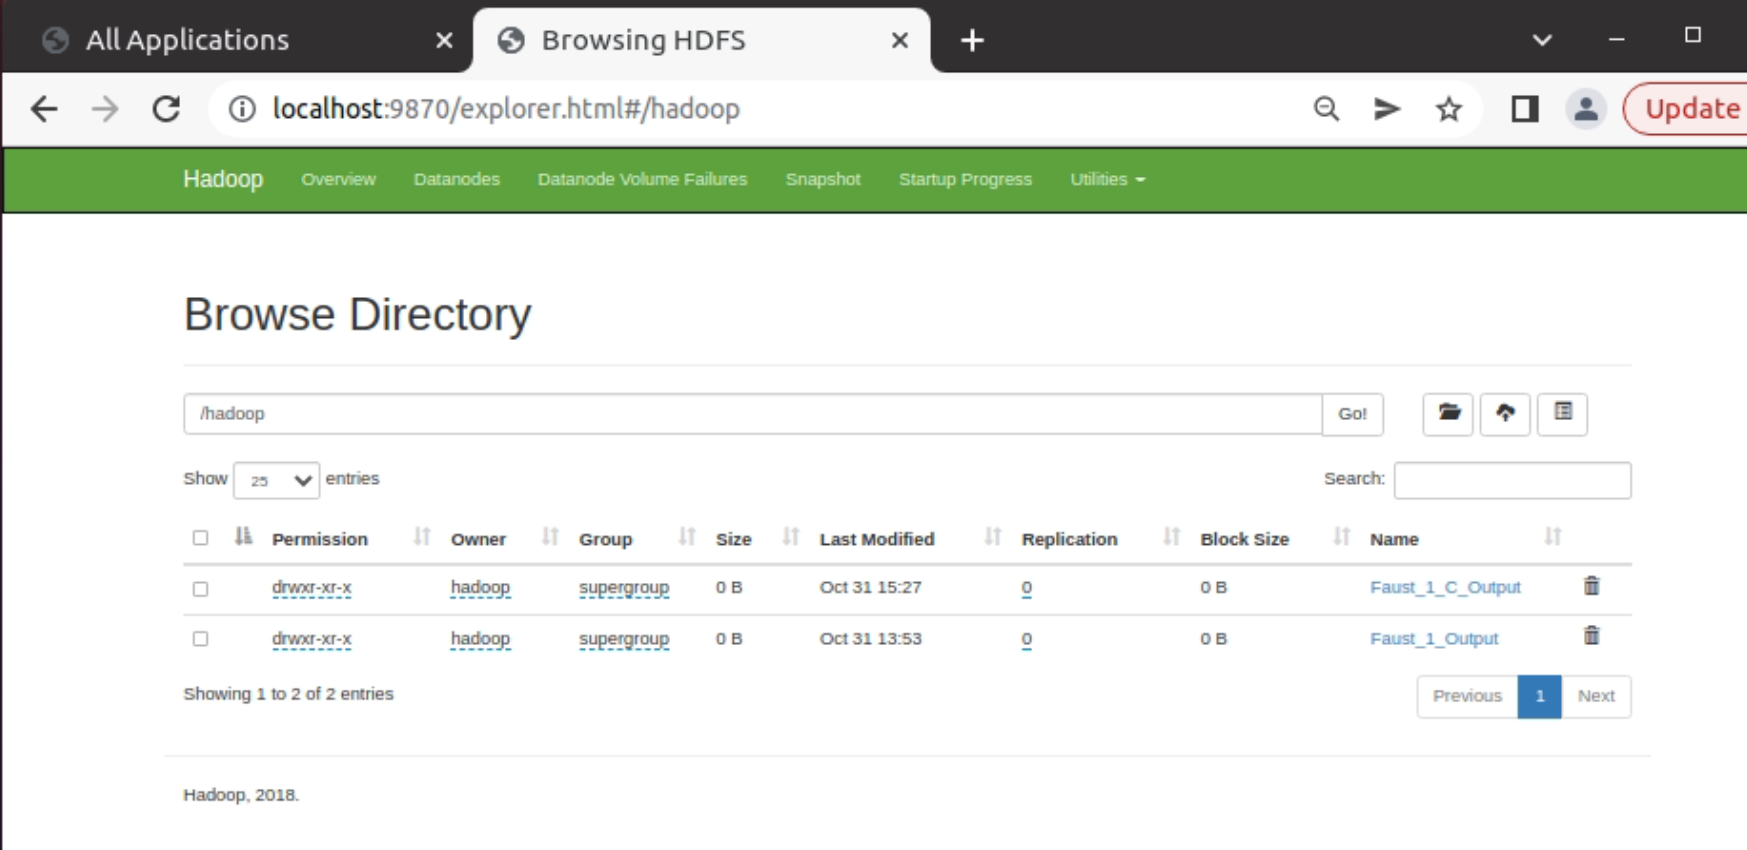 All Applications
Browsing HDFS
localhost:9870/explorer.html#/hadoop
Update
Hadoop Overview Datanodes Datanode Volume Failures Snapshot Startup Progress Utilities
Browse Directory
/hadoop
Go!
Show 25 entries
Search:
Permission Owner Group Size Last Modified Replication Block Size Name
drwxr-xr-x hadoop supergroup 0 B Oct 31 15:27 0 0 B Faust_1_C_Output
drwxr-xr-x hadoop supergroup 0 B Oct 31 13:53 0 0 B Faust_1_Output
Showing 1 to 2 of 2 entries
Previous 1 Next
Hadoop, 2018.